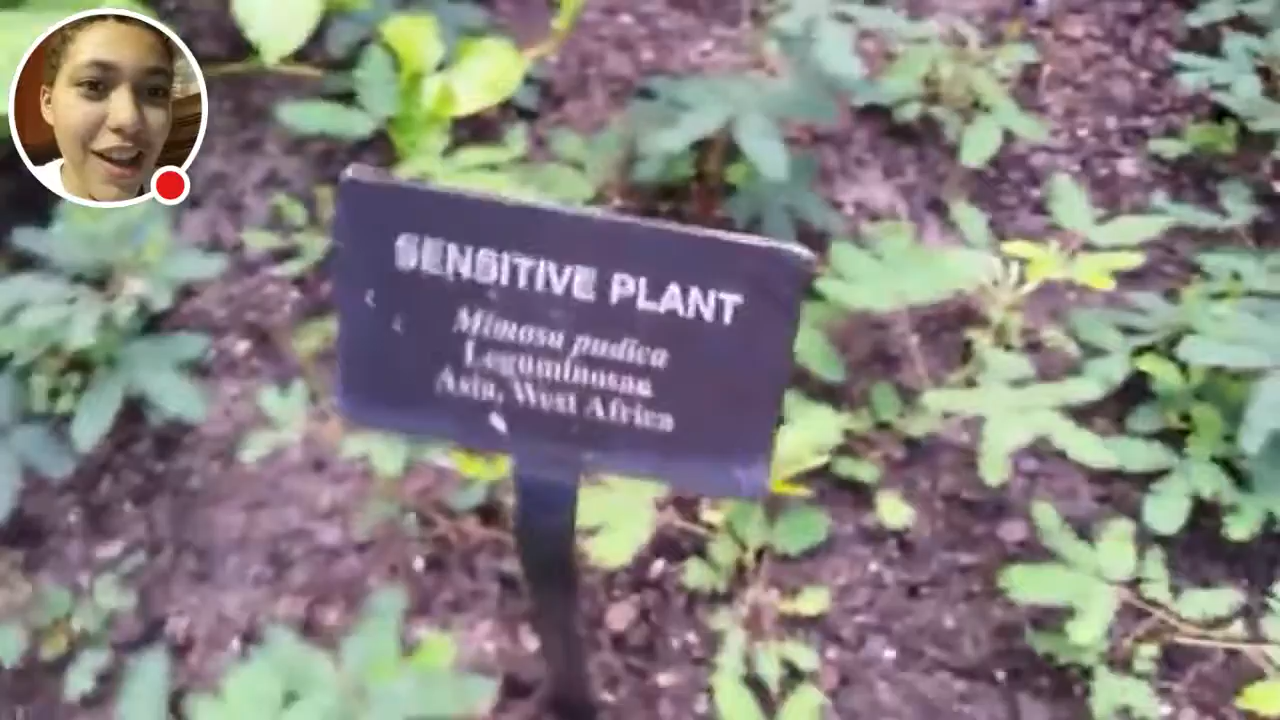 SENSITIVE PLANT
Mimosa pudica
Leguminosae
Asia, West Africa